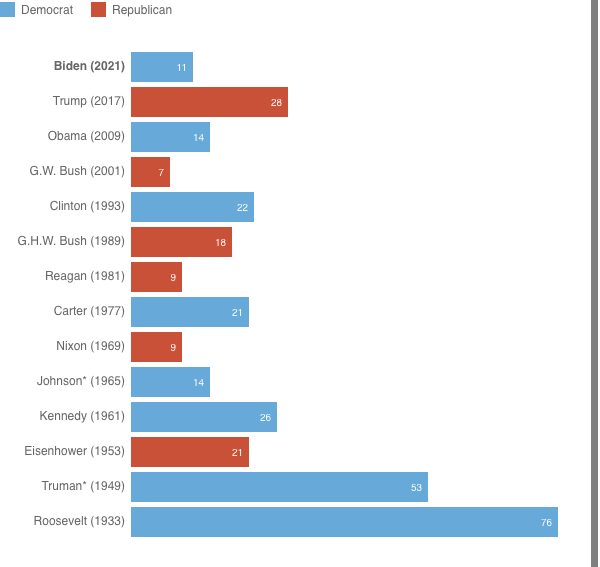 Democrat Republican
Biden (2021) 11
Trump (2017) 28
Obama (2009) 14
G.W. Bush (2001) 7
Clinton (1993) 22
G.H.W. Bush (1989) 18
Reagan (1981) 9
Carter (1977) 21
Nixon (1969) 9
Johnson* (1965) 14
Kennedy (1961) 26
Eisenhower (1953) 21
Truman* (1949) 53
Roosevelt (1933) 76